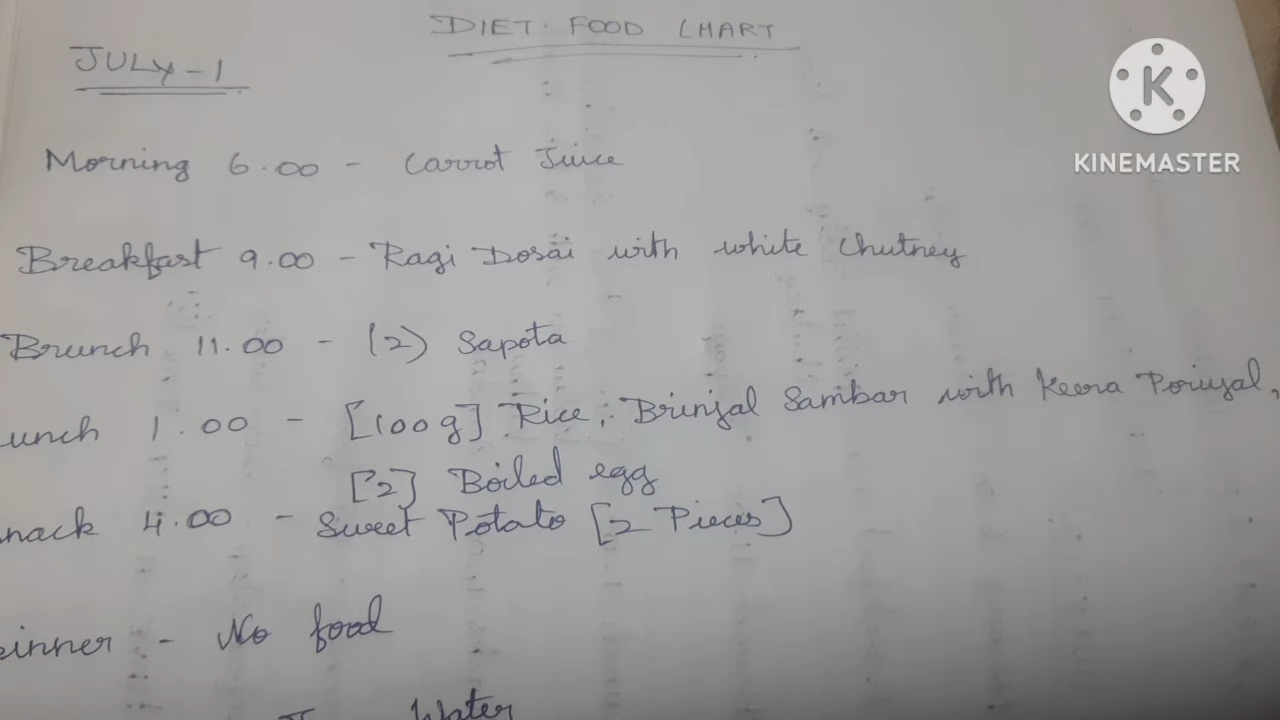 DIET. FOOD CHART
JULY - 1
K
KINEMASTER
Morning 6.00 - Carrot Juice
Breakfast 9.00 - Ragi Dosai with white Chutney
Brunch 11.00 - (2) Sapota
unch 1.00 - [100g] Rice, Brinjal Sambar with Keera Poriyal,
[2] Boiled egg
nack 4.00 - Sweet Potato [2 Pieces]
inner - No food
Water